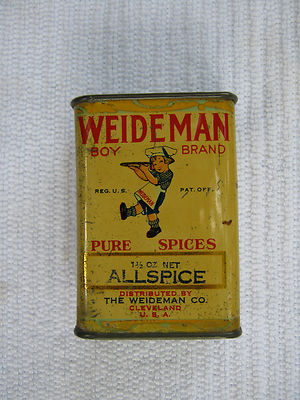 WEIDEMAN
BOY BRAND
REG. U.S. PAT. OFF.
WEIDEMAN
PURE SPICES
1½ OZ. NET
ALLSPICE
DISTRIBUTED BY
THE WEIDEMAN CO.
CLEVELAND
U. S. A.